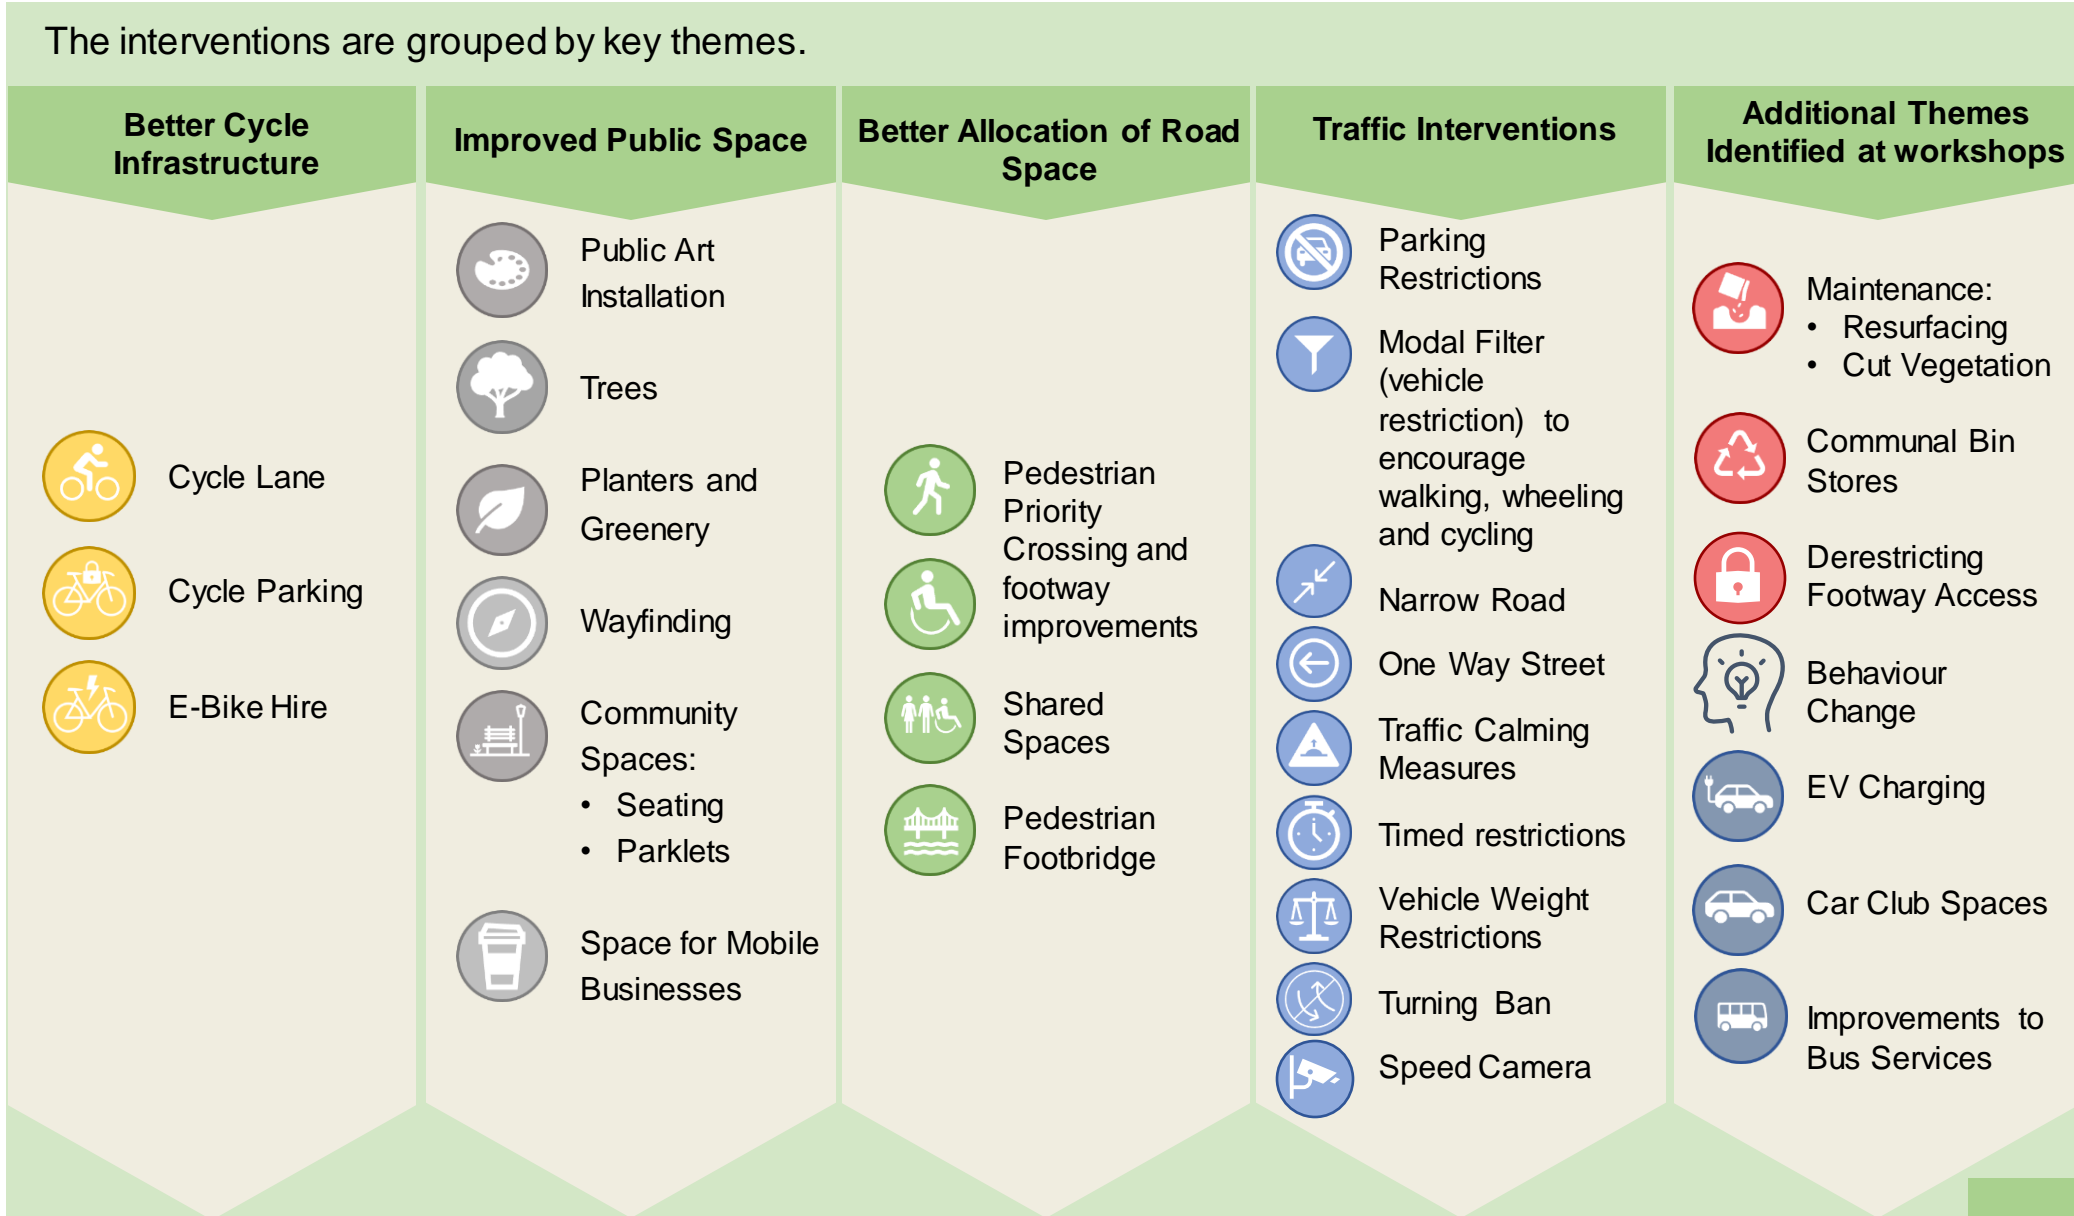 The interventions are grouped by key themes.
Better Cycle
Infrastructure
Cycle Lane
Cycle Parking
E-Bike Hire
Improved Public Space
Public Art
Installation
Trees
Planters and
Greenery
Wayfinding
Community
Spaces:
• Seating
• Parklets
Space for Mobile
Businesses
Better Allocation of Road
Space
Pedestrian
Priority
Crossing and
footway
improvements
Shared
Spaces
Pedestrian
Footbridge
Traffic Interventions
Parking
Restrictions
Modal Filter
(vehicle
restriction) to
encourage
walking, wheeling
and cycling
Narrow Road
One Way Street
Traffic Calming
Measures
Timed restrictions
Vehicle Weight
Restrictions
Turning Ban
Speed Camera
Additional Themes
Identified at workshops
Maintenance:
• Resurfacing
• Cut Vegetation
Communal Bin
Stores
Derestricting
Footway Access
Behaviour
Change
EV Charging
Car Club Spaces
Improvements to
Bus Services